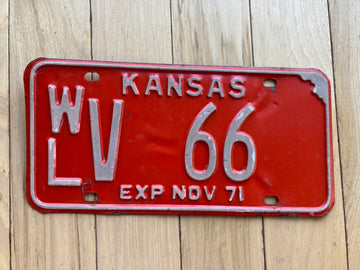 KANSAS
WL V 66
EXP NOV 71